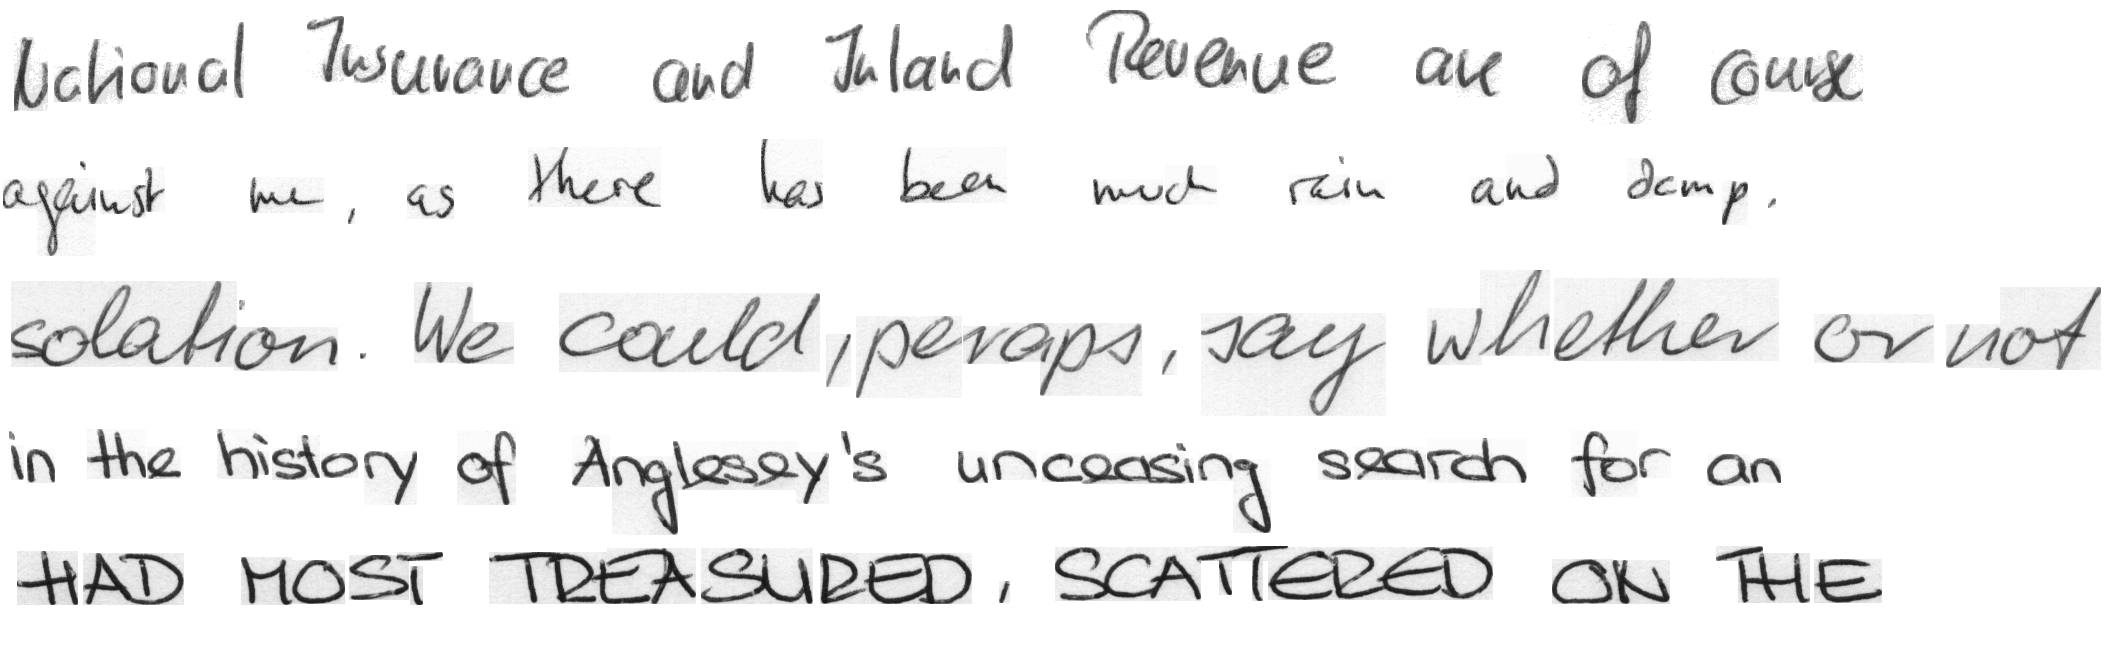 National Insurance and Inland Revenue are of course
against me, as there has been much rain and damp.
solation. We could, peraps, say whether or not
in the history of Anglesey's unceasing search for an
HAD MOST TREASURED, SCATTERED ON THE